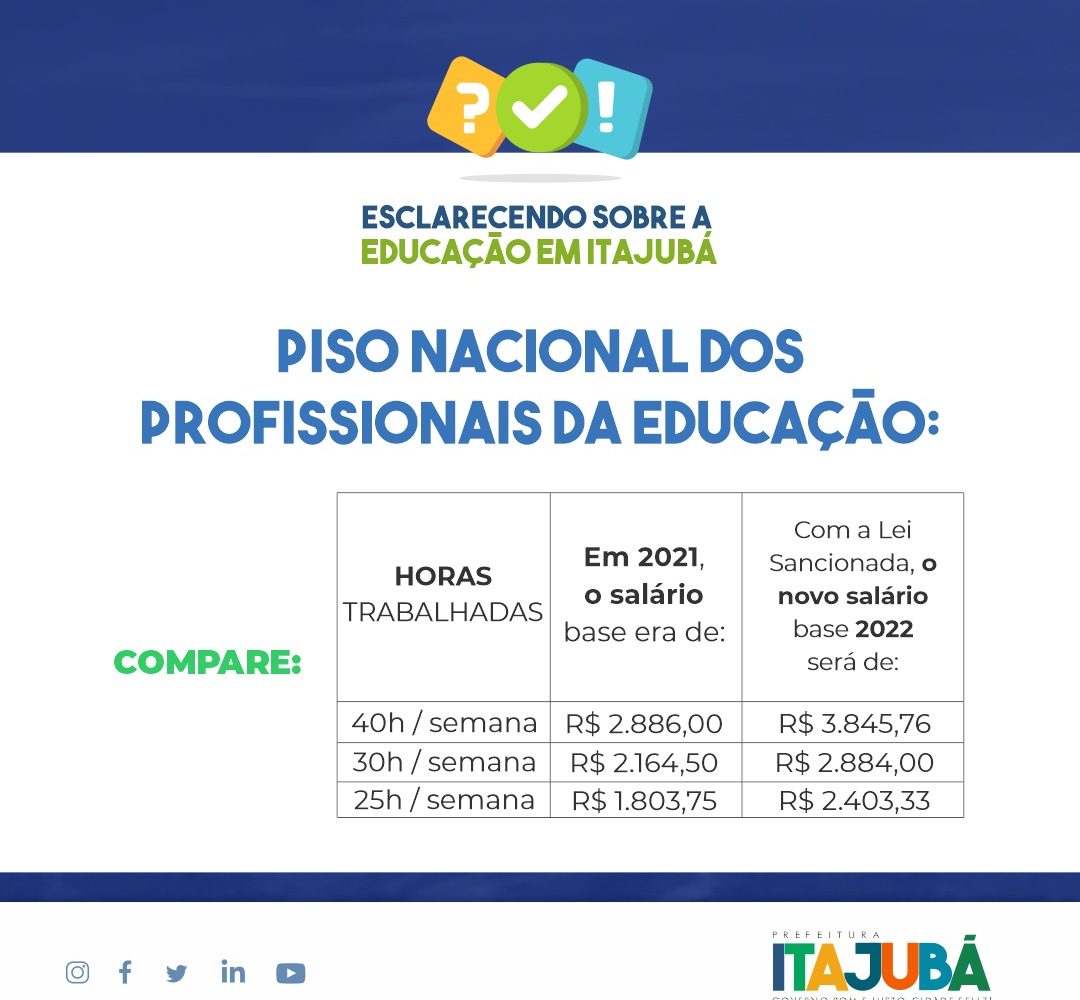 ? !
ESCLARECENDO SOBRE A
EDUCAÇÃO EM ITAJUBÁ
PISO NACIONAL DOS
PROFISSIONAIS DA EDUCAÇÃO:
COMPARE:
HORAS
TRABALHADAS
Em 2021,
o salário
base era de:
Com a Lei
Sancionada, o
novo salário
base 2022
será de:
40h / semana R$ 2.886,00 R$ 3.845,76
30h / semana R$ 2.164,50 R$ 2.884,00
25h / semana R$ 1.803,75 R$ 2.403,33
PREFEITURA
ITAJUBÁ